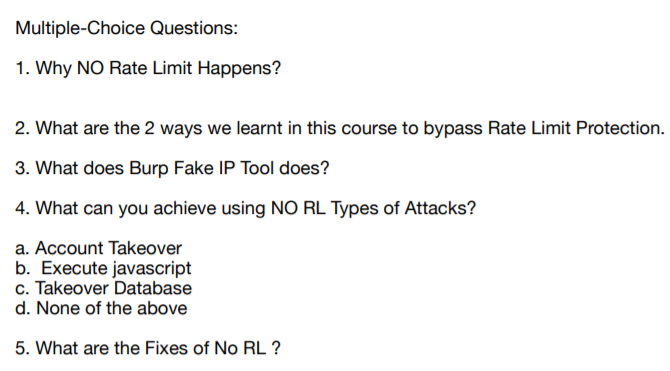 Multiple-Choice Questions:
1. Why NO Rate Limit Happens?
2. What are the 2 ways we learnt in this course to bypass Rate Limit Protection.
3. What does Burp Fake IP Tool does?
4. What can you achieve using NO RL Types of Attacks?
a. Account Takeover
b. Execute javascript
c. Takeover Database
d. None of the above
5. What are the Fixes of No RL ?